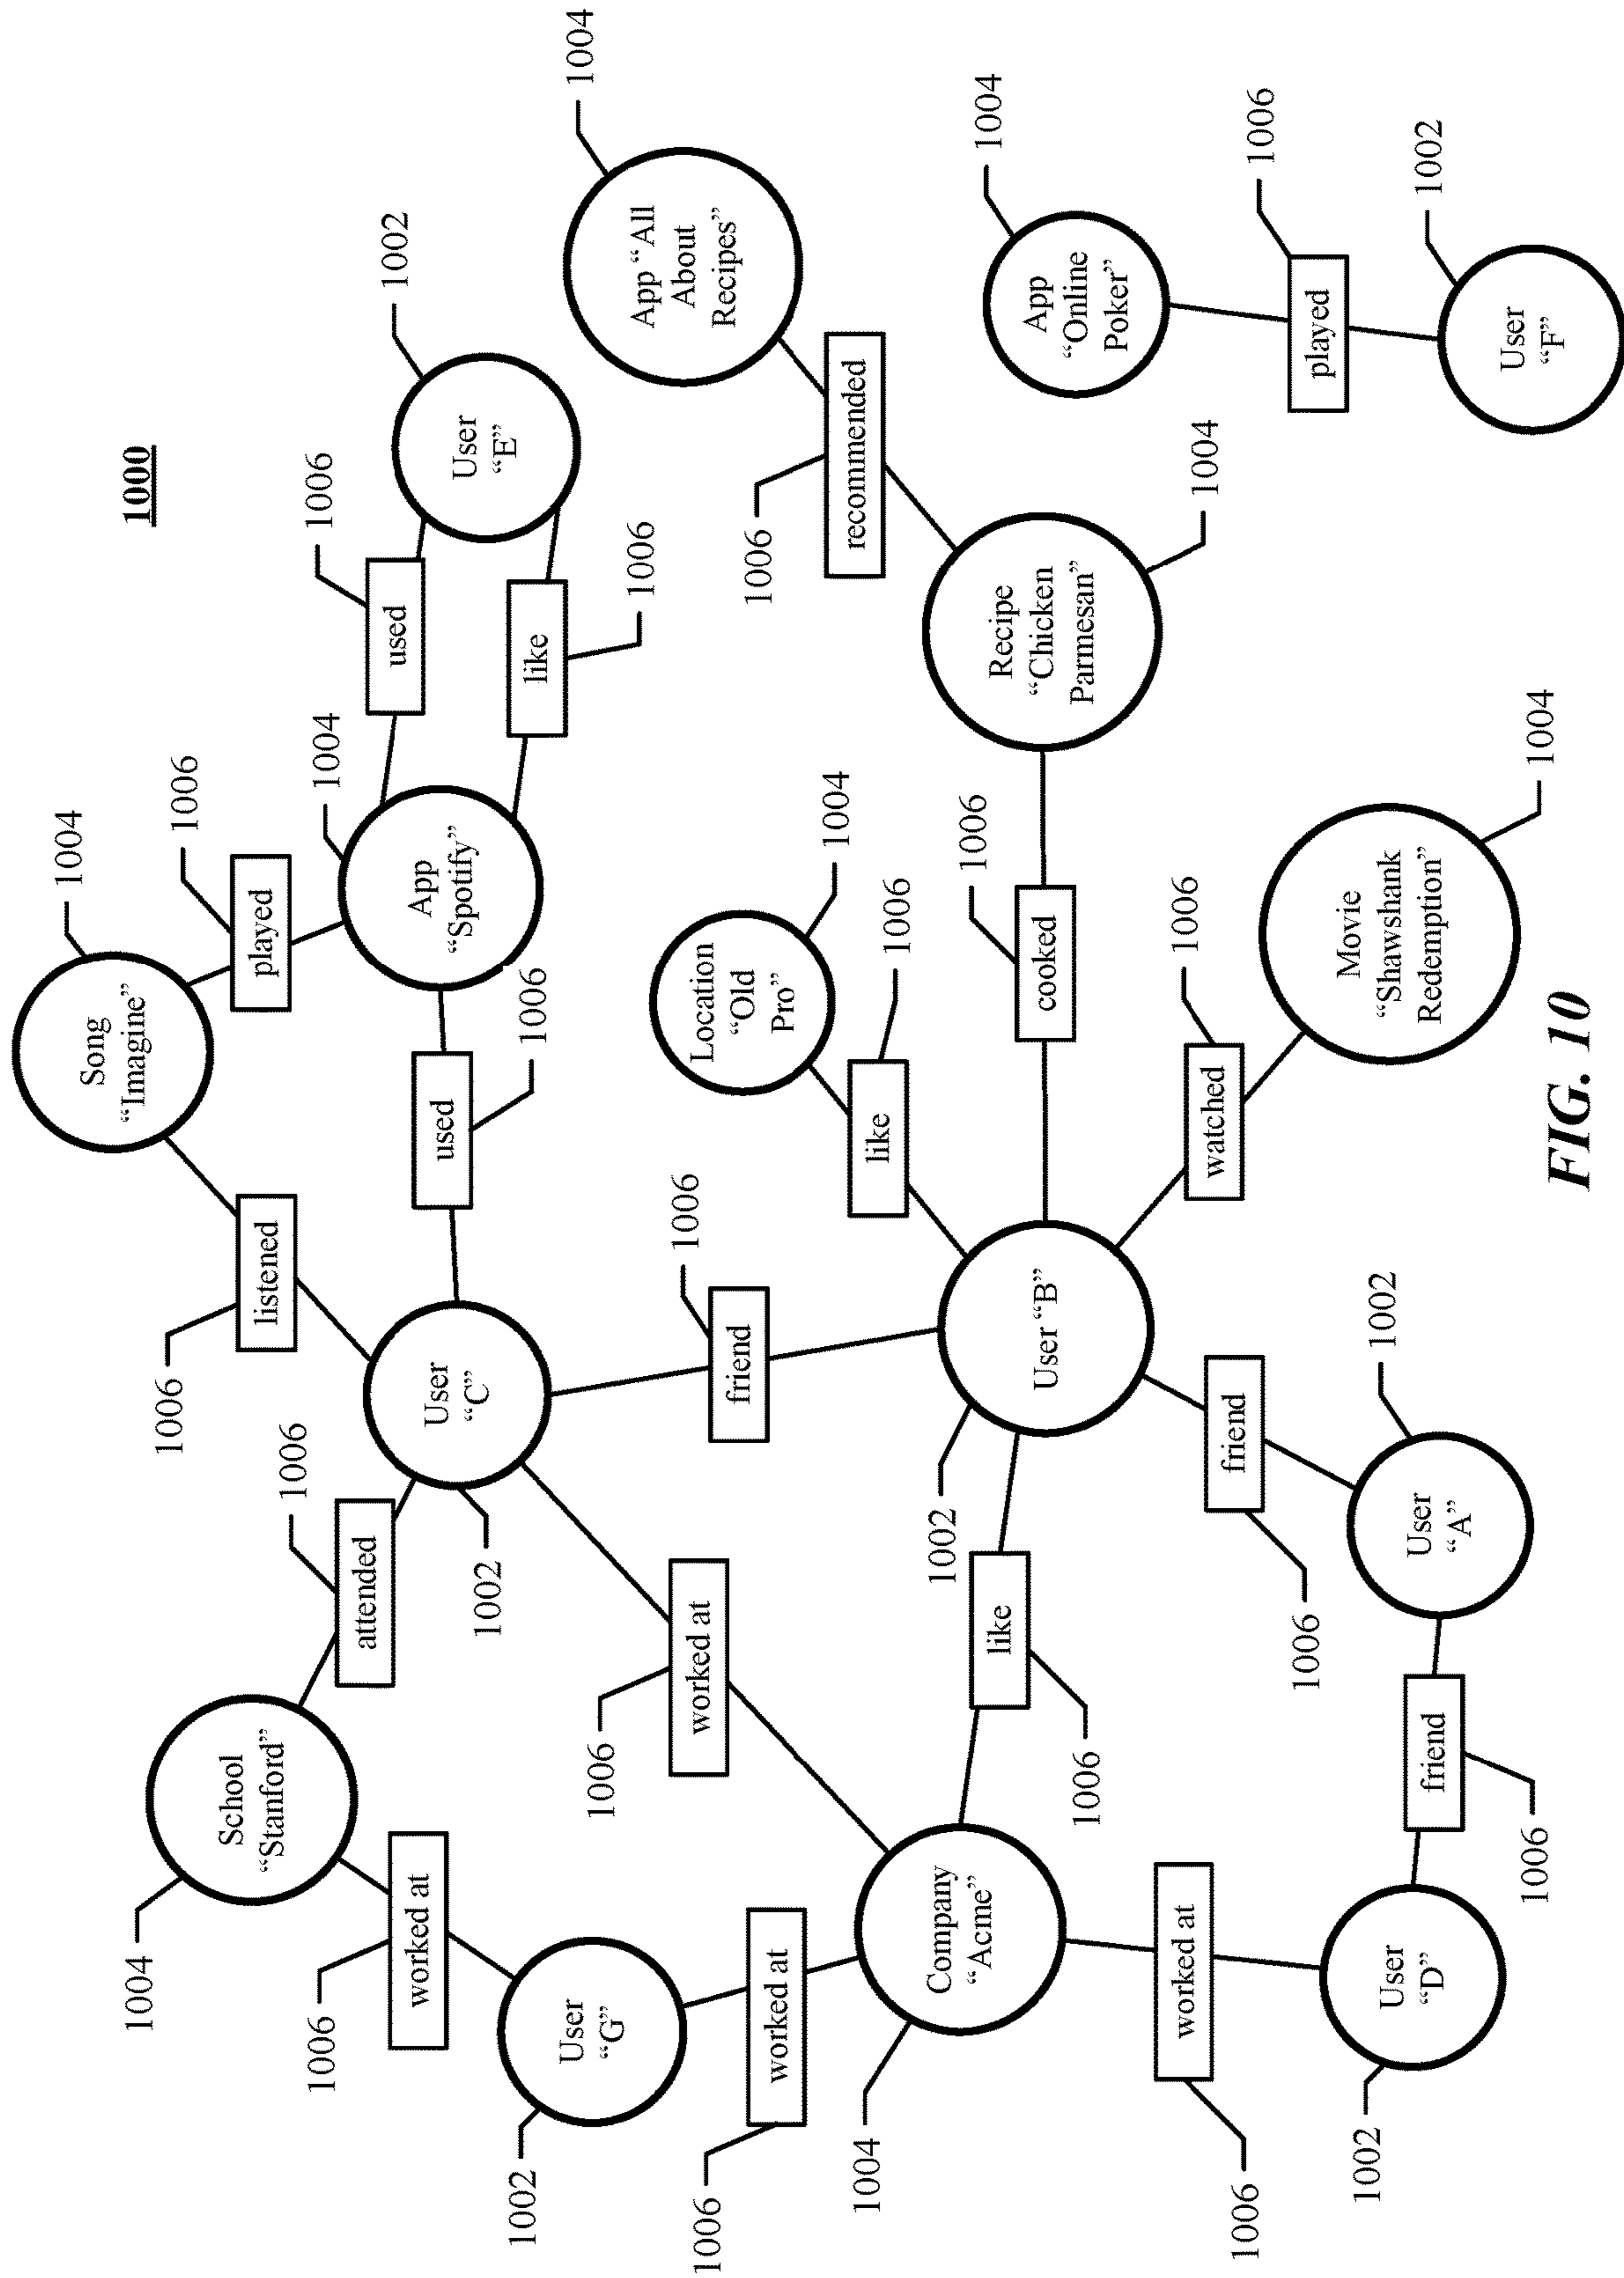 Song
“Imagine”
1004
1000
1004
1006
1006
School
“Stanford”
listened
played
1006
1006
1006
1004
attended
used
1002
worked at
User
“C”
App
“Spotify”
User
“E”
used
1002
1002
1006
like
User
“G”
1004
1006
1006
App “All
About
Recipes”
1006
worked at
Location
“Old
Pro”
1006
friend
1006
worked at
1004
recommended
1004
like
1006
Company
“Acme”
1002
1006
1004
like
Recipe
“Chicken
Parmesan”
App
“Online
Poker”
User “B”
cooked
1006
worked at
1006
1004
friend
watched
1006
1006
1006
played
Movie
“Shawshank
Redemption”
1002
1002
User
“D”
User
“A”
1002
friend
User
“F”
1006
1004
FIG. 10